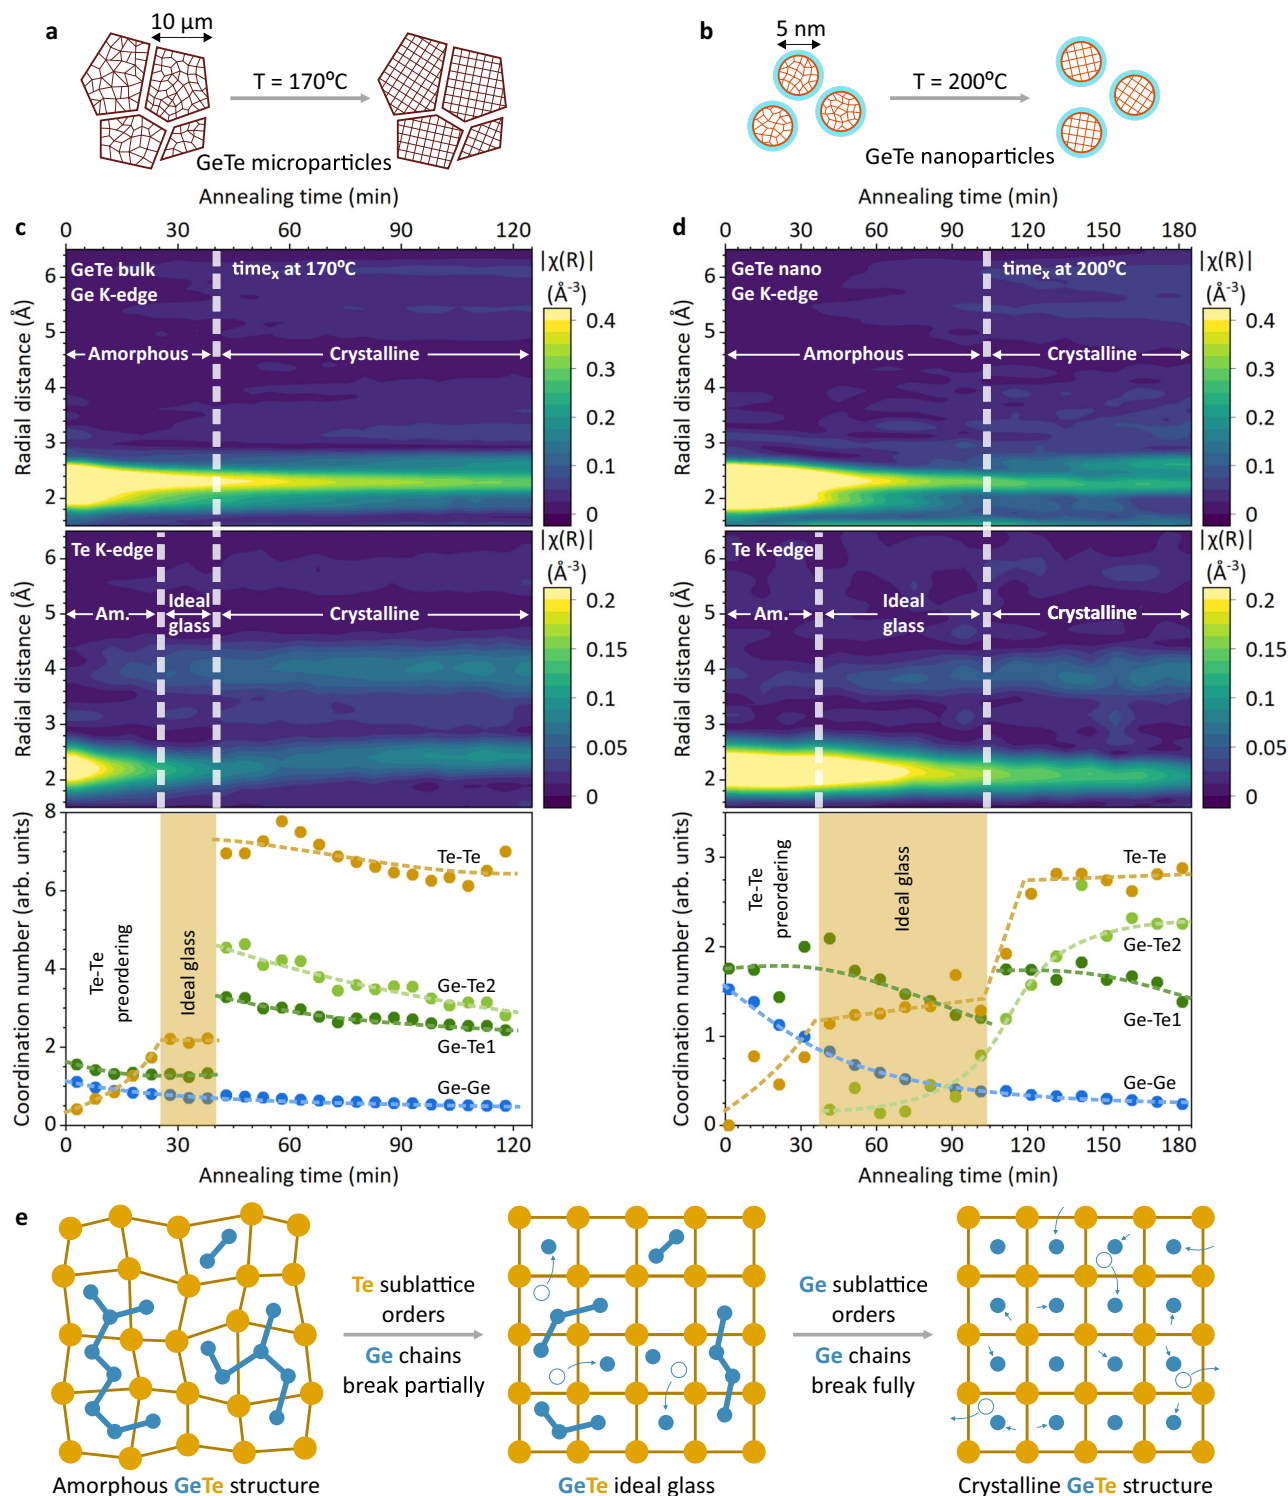 a
10 µm
T = 170°C
GeTe microparticles
b
5 nm
T = 200°C
GeTe nanoparticles
c
Annealing time (min)
0 30 60 90 120
GeTe bulk
Ge K-edge
timeₓ at 170°C
Amorphous
Crystalline
Radial distance (Å)
6
5
4
3
2
|χ(R)|
(Å⁻³)
0.4
0.3
0.2
0.1
0
Te K-edge
Am.
Ideal
glass
Crystalline
Radial distance (Å)
6
5
4
3
2
|χ(R)|
(Å⁻³)
0.2
0.15
0.1
0.05
0
Coordination number (arb. units)
8
6
4
2
0
Te-Te
preordering
Ideal glass
Te-Te
Ge-Te2
Ge-Te1
Ge-Ge
0 30 60 90 120
Annealing time (min)
d
Annealing time (min)
0 30 60 90 120 150 180
GeTe nano
Ge K-edge
timeₓ at 200°C
Amorphous
Crystalline
Radial distance (Å)
6
5
4
3
2
|χ(R)|
(Å⁻³)
0.4
0.3
0.2
0.1
0
Te K-edge
Am.
Ideal
glass
Crystalline
Radial distance (Å)
6
5
4
3
2
|χ(R)|
(Å⁻³)
0.2
0.15
0.1
0.05
0
Coordination number (arb. units)
3
2
1
0
Te-Te
preordering
Ideal glass
Te-Te
Ge-Te2
Ge-Te1
Ge-Ge
0 30 60 90 120 150 180
Annealing time (min)
e
Te sublattice
orders
Ge chains
break partially
Ge sublattice
orders
Ge chains
break fully
Amorphous GeTe structure
GeTe ideal glass
Crystalline GeTe structure